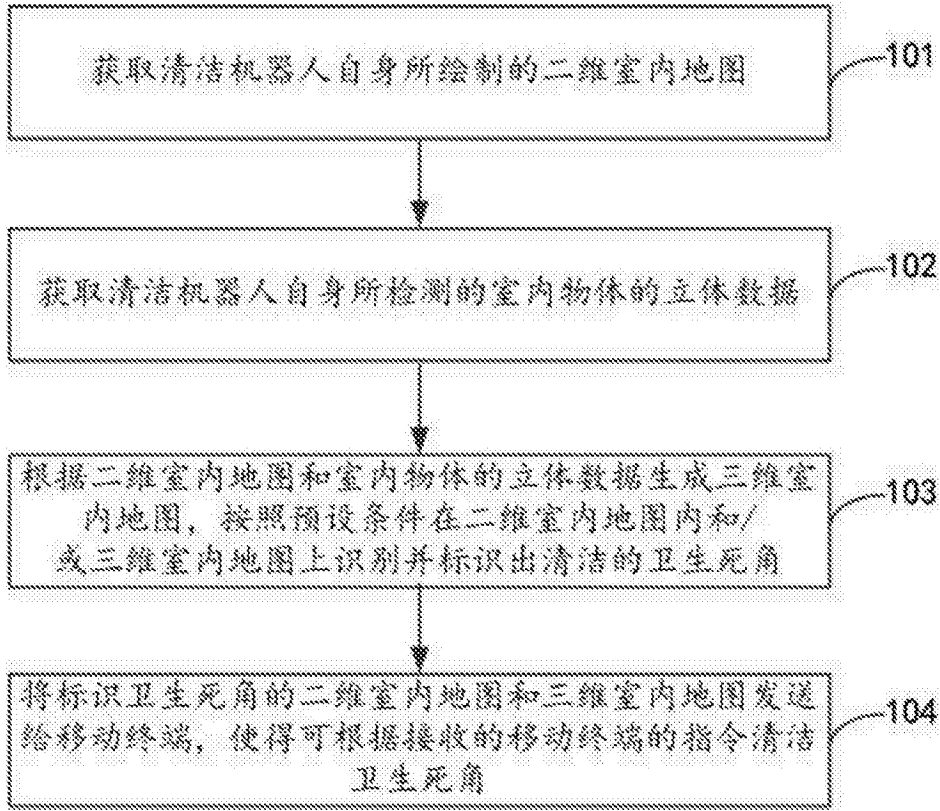 获取清洁机器人自身所绘制的二维室内地图
101
获取清洁机器人自身所检测的室内物体的立体数据
102
根据二维室内地图和室内物体的立体数据生成三维室
内地图，按照预设条件在二维室内地图内和/
或三维室内地图上识别并标识出清洁的卫生死角
103
将标识卫生死角的二维室内地图和三维室内地图发送
给移动终端，使得可根据接收的移动终端的指令清洁
卫生死角
104